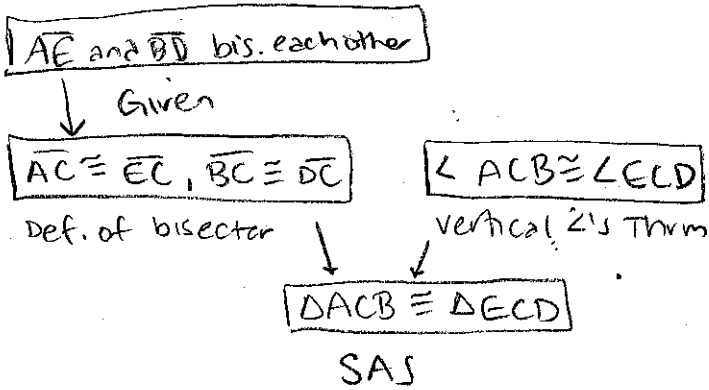 AE and BD bis. each other
Given
AC ≅ EC, BC ≅ DC
∠ ACB ≅ ∠ECD
Def. of bisector
vertical ∠'s Thrm
ΔACB ≅ ΔECD
SAS